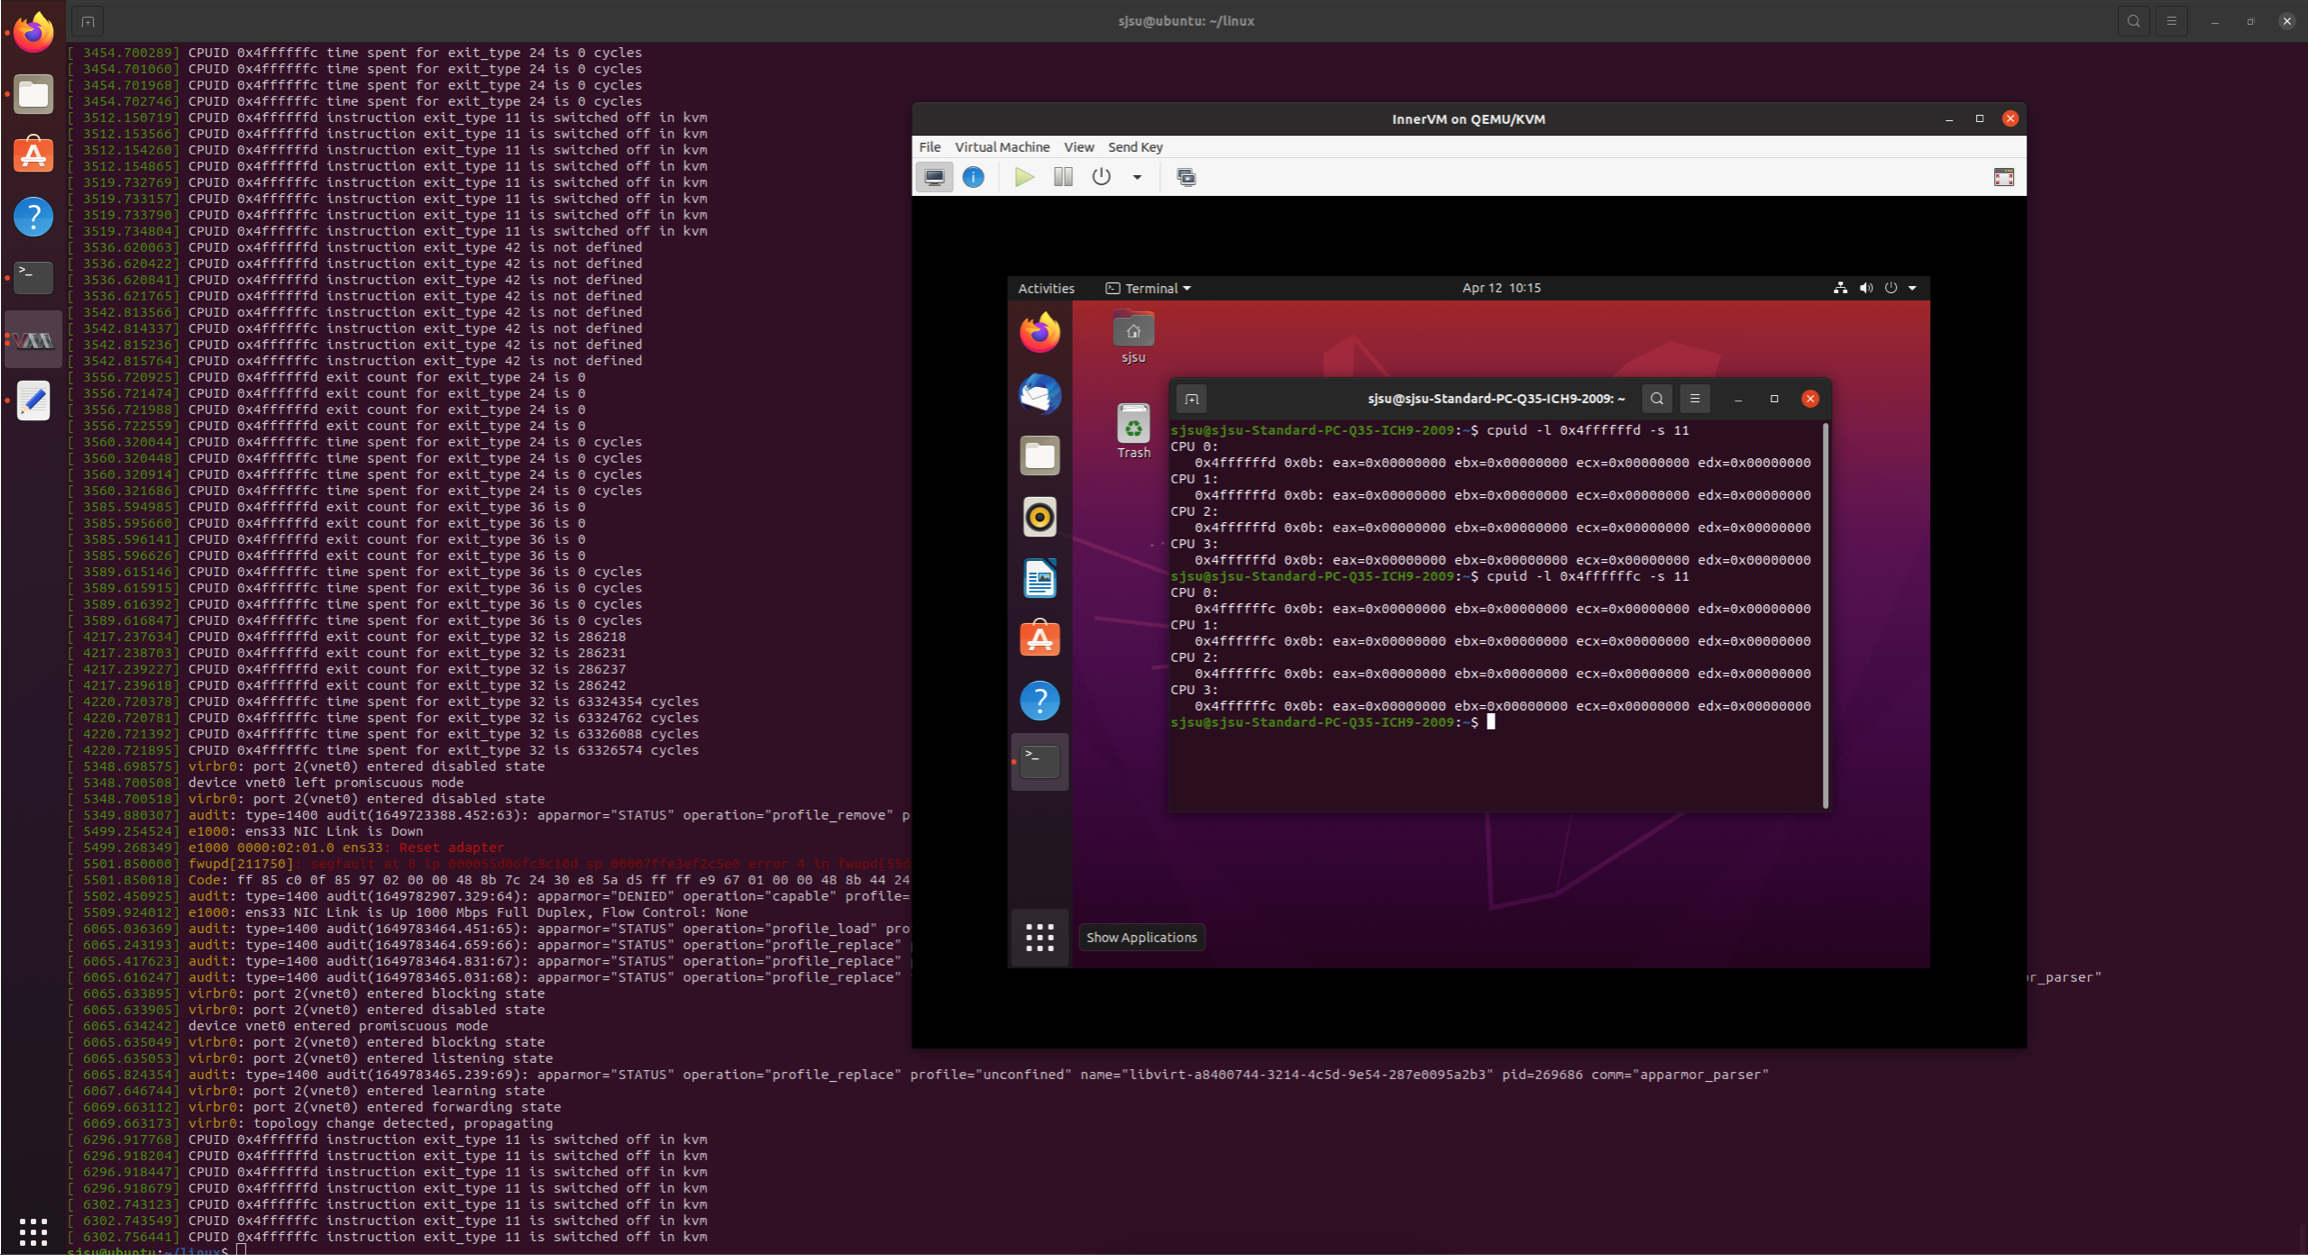 sjsu@ubuntu: ~/linux
[ 3454.700289] CPUID 0x4ffffffc time spent for exit_type 24 is 0 cycles
[ 3454.701060] CPUID 0x4ffffffc time spent for exit_type 24 is 0 cycles
[ 3454.701968] CPUID 0x4ffffffc time spent for exit_type 24 is 0 cycles
[ 3454.702746] CPUID 0x4ffffffc time spent for exit_type 24 is 0 cycles
[ 3512.150719] CPUID 0x4ffffffd instruction exit_type 11 is switched off in kvm
[ 3512.153566] CPUID 0x4ffffffd instruction exit_type 11 is switched off in kvm
[ 3512.154260] CPUID 0x4ffffffd instruction exit_type 11 is switched off in kvm
[ 3512.154865] CPUID 0x4ffffffd instruction exit_type 11 is switched off in kvm
[ 3519.732769] CPUID 0x4ffffffc instruction exit_type 11 is switched off in kvm
[ 3519.733157] CPUID 0x4ffffffc instruction exit_type 11 is switched off in kvm
[ 3519.733790] CPUID 0x4ffffffc instruction exit_type 11 is switched off in kvm
[ 3519.734804] CPUID 0x4ffffffc instruction exit_type 11 is switched off in kvm
[ 3536.620063] CPUID ox4ffffffd instruction exit_type 42 is not defined
[ 3536.620422] CPUID ox4ffffffd instruction exit_type 42 is not defined
[ 3536.620841] CPUID ox4ffffffd instruction exit_type 42 is not defined
[ 3536.621765] CPUID ox4ffffffd instruction exit_type 42 is not defined
[ 3542.813566] CPUID ox4ffffffc instruction exit_type 42 is not defined
[ 3542.814337] CPUID ox4ffffffc instruction exit_type 42 is not defined
[ 3542.815236] CPUID ox4ffffffc instruction exit_type 42 is not defined
[ 3542.815764] CPUID ox4ffffffc instruction exit_type 42 is not defined
[ 3556.720925] CPUID 0x4ffffffd exit count for exit_type 24 is 0
[ 3556.721474] CPUID 0x4ffffffd exit count for exit_type 24 is 0
[ 3556.721988] CPUID 0x4ffffffd exit count for exit_type 24 is 0
[ 3556.722559] CPUID 0x4ffffffd exit count for exit_type 24 is 0
[ 3560.320044] CPUID 0x4ffffffc time spent for exit_type 24 is 0 cycles
[ 3560.320448] CPUID 0x4ffffffc time spent for exit_type 24 is 0 cycles
[ 3560.320914] CPUID 0x4ffffffc time spent for exit_type 24 is 0 cycles
[ 3560.321686] CPUID 0x4ffffffc time spent for exit_type 24 is 0 cycles
[ 3585.594985] CPUID 0x4ffffffd exit count for exit_type 36 is 0
[ 3585.595660] CPUID 0x4ffffffd exit count for exit_type 36 is 0
[ 3585.596141] CPUID 0x4ffffffd exit count for exit_type 36 is 0
[ 3585.596626] CPUID 0x4ffffffd exit count for exit_type 36 is 0
[ 3589.615146] CPUID 0x4ffffffc time spent for exit_type 36 is 0 cycles
[ 3589.615915] CPUID 0x4ffffffc time spent for exit_type 36 is 0 cycles
[ 3589.616392] CPUID 0x4ffffffc time spent for exit_type 36 is 0 cycles
[ 3589.616847] CPUID 0x4ffffffc time spent for exit_type 36 is 0 cycles
[ 4217.237634] CPUID 0x4ffffffd exit count for exit_type 32 is 286218
[ 4217.238703] CPUID 0x4ffffffd exit count for exit_type 32 is 286231
[ 4217.239227] CPUID 0x4ffffffd exit count for exit_type 32 is 286237
[ 4217.239618] CPUID 0x4ffffffd exit count for exit_type 32 is 286242
[ 4220.720378] CPUID 0x4ffffffc time spent for exit_type 32 is 63324354 cycles
[ 4220.720781] CPUID 0x4ffffffc time spent for exit_type 32 is 63324762 cycles
[ 4220.721392] CPUID 0x4ffffffc time spent for exit_type 32 is 63326088 cycles
[ 4220.721895] CPUID 0x4ffffffc time spent for exit_type 32 is 63326574 cycles
[ 5348.698575] virbr0: port 2(vnet0) entered disabled state
[ 5348.700508] device vnet0 left promiscuous mode
[ 5348.700518] virbr0: port 2(vnet0) entered disabled state
[ 5349.880307] audit: type=1400 audit(1649723388.452:63): apparmor="STATUS" operation="profile_remove" p
[ 5499.254524] e1000: ens33 NIC Link is Down
[ 5499.268349] e1000 0000:02:01.0 ens33: Reset adapter
[ 5501.850000] fwupd[211750]: segfault at 8 ip 000055d06fc8c10d sp 00007ffe3ef2c5e0 error 4 in fwupd[55d
[ 5501.850018] Code: ff 85 c0 0f 85 97 02 00 00 48 8b 7c 24 30 e8 5a d5 ff ff e9 67 01 00 00 48 8b 44 24
[ 5502.450925] audit: type=1400 audit(1649782907.329:64): apparmor="DENIED" operation="capable" profile=
[ 5509.924012] e1000: ens33 NIC Link is Up 1000 Mbps Full Duplex, Flow Control: None
[ 6065.036369] audit: type=1400 audit(1649783464.451:65): apparmor="STATUS" operation="profile_load" pro
[ 6065.243193] audit: type=1400 audit(1649783464.659:66): apparmor="STATUS" operation="profile_replace"
[ 6065.417623] audit: type=1400 audit(1649783464.831:67): apparmor="STATUS" operation="profile_replace"
[ 6065.616247] audit: type=1400 audit(1649783465.031:68): apparmor="STATUS" operation="profile_replace" r_parser"
[ 6065.633895] virbr0: port 2(vnet0) entered blocking state
[ 6065.633905] virbr0: port 2(vnet0) entered disabled state
[ 6065.634242] device vnet0 entered promiscuous mode
[ 6065.635049] virbr0: port 2(vnet0) entered blocking state
[ 6065.635053] virbr0: port 2(vnet0) entered listening state
[ 6065.824354] audit: type=1400 audit(1649783465.239:69): apparmor="STATUS" operation="profile_replace" profile="unconfined" name="libvirt-a8400744-3214-4c5d-9e54-287e0095a2b3" pid=269686 comm="apparmor_parser"
[ 6067.646744] virbr0: port 2(vnet0) entered learning state
[ 6069.663112] virbr0: port 2(vnet0) entered forwarding state
[ 6069.663173] virbr0: topology change detected, propagating
[ 6296.917768] CPUID 0x4ffffffd instruction exit_type 11 is switched off in kvm
[ 6296.918204] CPUID 0x4ffffffd instruction exit_type 11 is switched off in kvm
[ 6296.918447] CPUID 0x4ffffffd instruction exit_type 11 is switched off in kvm
[ 6296.918679] CPUID 0x4ffffffd instruction exit_type 11 is switched off in kvm
[ 6302.743123] CPUID 0x4ffffffc instruction exit_type 11 is switched off in kvm
[ 6302.743549] CPUID 0x4ffffffc instruction exit_type 11 is switched off in kvm
[ 6302.756441] CPUID 0x4ffffffc instruction exit_type 11 is switched off in kvm
sjsu@ubuntu:~/linux$
InnerVM on QEMU/KVM
File Virtual Machine View Send Key
Activities Terminal Apr 12 10:15
sjsu
Trash
sjsu@sjsu-Standard-PC-Q35-ICH9-2009: ~
sjsu@sjsu-Standard-PC-Q35-ICH9-2009:~$ cpuid -l 0x4ffffffd -s 11
CPU 0:
0x4ffffffd 0x0b: eax=0x00000000 ebx=0x00000000 ecx=0x00000000 edx=0x00000000
CPU 1:
0x4ffffffd 0x0b: eax=0x00000000 ebx=0x00000000 ecx=0x00000000 edx=0x00000000
CPU 2:
0x4ffffffd 0x0b: eax=0x00000000 ebx=0x00000000 ecx=0x00000000 edx=0x00000000
CPU 3:
0x4ffffffd 0x0b: eax=0x00000000 ebx=0x00000000 ecx=0x00000000 edx=0x00000000
sjsu@sjsu-Standard-PC-Q35-ICH9-2009:~$ cpuid -l 0x4ffffffc -s 11
CPU 0:
0x4ffffffc 0x0b: eax=0x00000000 ebx=0x00000000 ecx=0x00000000 edx=0x00000000
CPU 1:
0x4ffffffc 0x0b: eax=0x00000000 ebx=0x00000000 ecx=0x00000000 edx=0x00000000
CPU 2:
0x4ffffffc 0x0b: eax=0x00000000 ebx=0x00000000 ecx=0x00000000 edx=0x00000000
CPU 3:
0x4ffffffc 0x0b: eax=0x00000000 ebx=0x00000000 ecx=0x00000000 edx=0x00000000
sjsu@sjsu-Standard-PC-Q35-ICH9-2009:~$
Show Applications